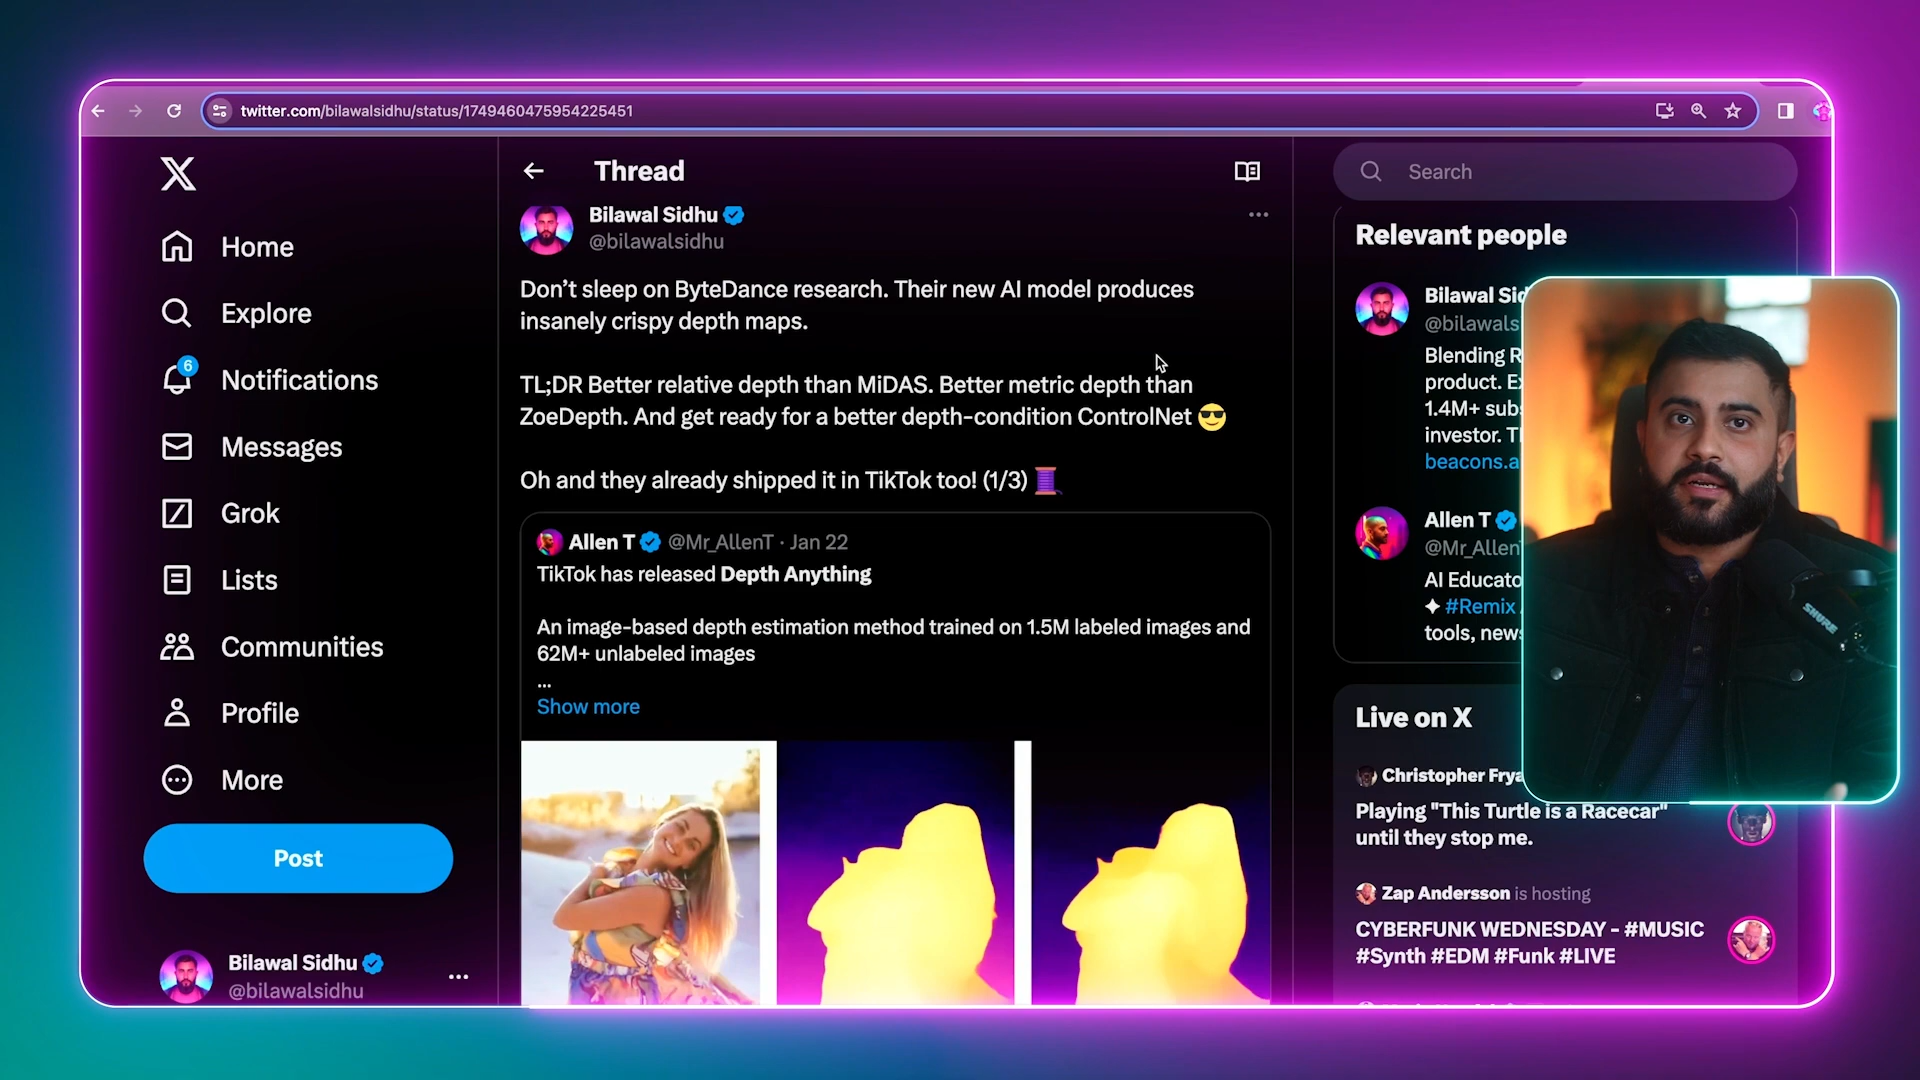 twitter.com/bilawalsidhu/status/1749460475954225451
Home
Explore
6
Notifications
Messages
Grok
Lists
Communities
Profile
More
Post
Bilawal Sidhu
@bilawalsidhu
Thread
Bilawal Sidhu
@bilawalsidhu
Don’t sleep on ByteDance research. Their new AI model produces
insanely crispy depth maps.
TL;DR Better relative depth than MiDAS. Better metric depth than
ZoeDepth. And get ready for a better depth-condition ControlNet 😎
Oh and they already shipped it in TikTok too! (1/3) 🧵
Allen T @Mr_AllenT · Jan 22
TikTok has released Depth Anything
An image-based depth estimation method trained on 1.5M labeled images and
62M+ unlabeled images
...
Show more
Search
Relevant people
Bilawal Sid
@bilawals
Blending R
product. Ex
1.4M+ subs
investor. T
beacons.a
Allen T
@Mr_Allen
AI Educato
✦ #Remix
tools, news
SHURE
Live on X
Christopher Frya
Playing "This Turtle is a Racecar"
until they stop me.
Zap Andersson is hosting
CYBERFUNK WEDNESDAY - #MUSIC
#Synth #EDM #Funk #LIVE